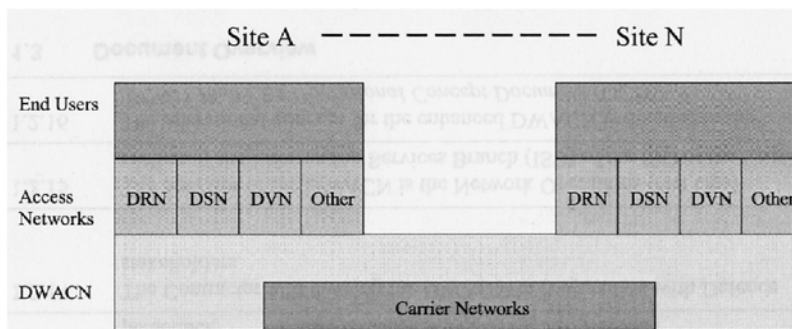 Site A – – – – – – – – – – – – Site N
End Users
Access
Networks
DRN DSN DVN Other DRN DSN DVN Other
DWACN
Carrier Networks